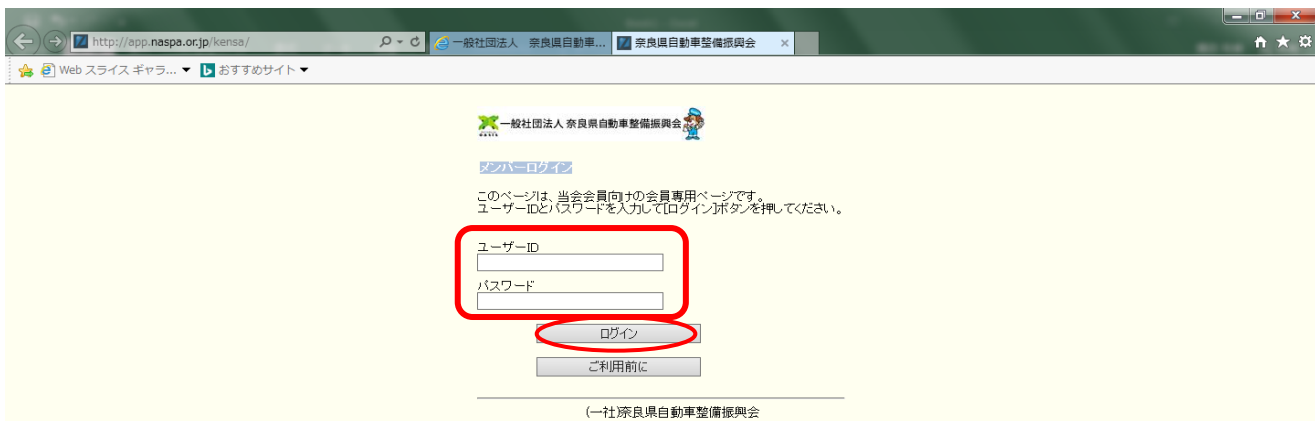 http://app.naspa.or.jp/kensa/
一般社団法人 奈良県自動車...
奈良県自動車整備振興会
Web スライス ギャラ...
おすすめサイト
一般社団法人 奈良県自動車整備振興会
メンバーログイン
このページは、当会会員向けの会員専用ページです。
ユーザーIDとパスワードを入力して[ログイン]ボタンを押してください。
ユーザーID
パスワード
ログイン
ご利用前に
(一社)奈良県自動車整備振興会